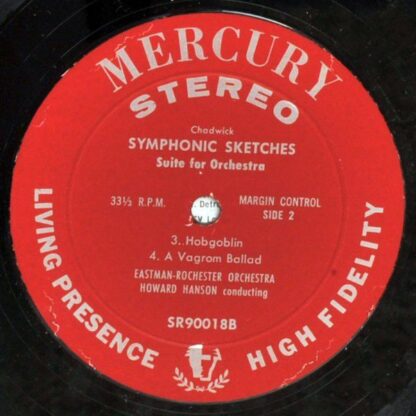 MERCURY
STEREO
Chadwick
SYMPHONIC SKETCHES
Suite for Orchestra
33⅓ R.P.M.
MARGIN CONTROL
SIDE 2
3. Hobgoblin
4. A Vagrom Ballad
EASTMAN-ROCHESTER ORCHESTRA
HOWARD HANSON conducting
SR90018B
LIVING PRESENCE
HIGH FIDELITY